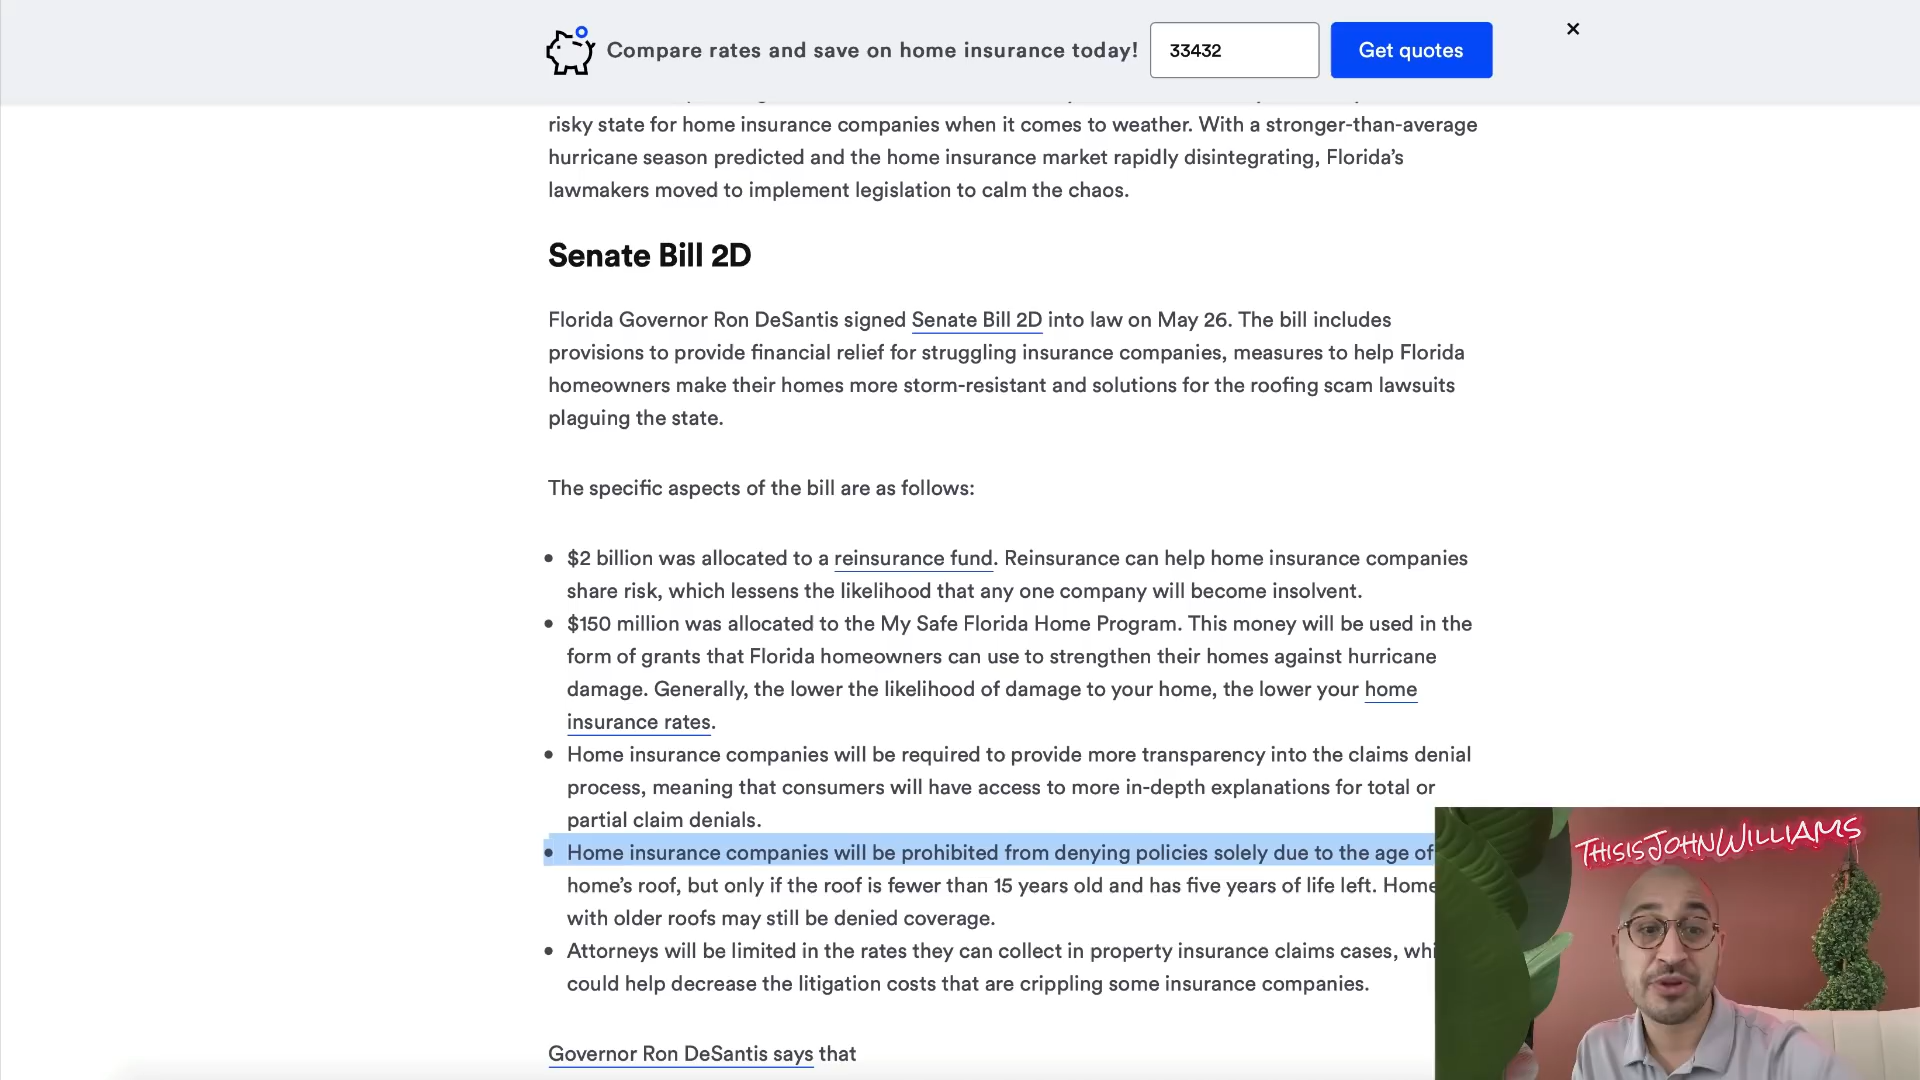 Compare rates and save on home insurance today!
33432
Get quotes
risky state for home insurance companies when it comes to weather. With a stronger-than-average
hurricane season predicted and the home insurance market rapidly disintegrating, Florida’s
lawmakers moved to implement legislation to calm the chaos.
Senate Bill 2D
Florida Governor Ron DeSantis signed Senate Bill 2D into law on May 26. The bill includes
provisions to provide financial relief for struggling insurance companies, measures to help Florida
homeowners make their homes more storm-resistant and solutions for the roofing scam lawsuits
plaguing the state.
The specific aspects of the bill are as follows:
• $2 billion was allocated to a reinsurance fund. Reinsurance can help home insurance companies
share risk, which lessens the likelihood that any one company will become insolvent.
• $150 million was allocated to the My Safe Florida Home Program. This money will be used in the
form of grants that Florida homeowners can use to strengthen their homes against hurricane
damage. Generally, the lower the likelihood of damage to your home, the lower your home
insurance rates.
• Home insurance companies will be required to provide more transparency into the claims denial
process, meaning that consumers will have access to more in-depth explanations for total or
partial claim denials.
• Home insurance companies will be prohibited from denying policies solely due to the age of
home’s roof, but only if the roof is fewer than 15 years old and has five years of life left. Home
with older roofs may still be denied coverage.
• Attorneys will be limited in the rates they can collect in property insurance claims cases, whi
could help decrease the litigation costs that are crippling some insurance companies.
Governor Ron DeSantis says that
THISISJOHNWILLIAMS